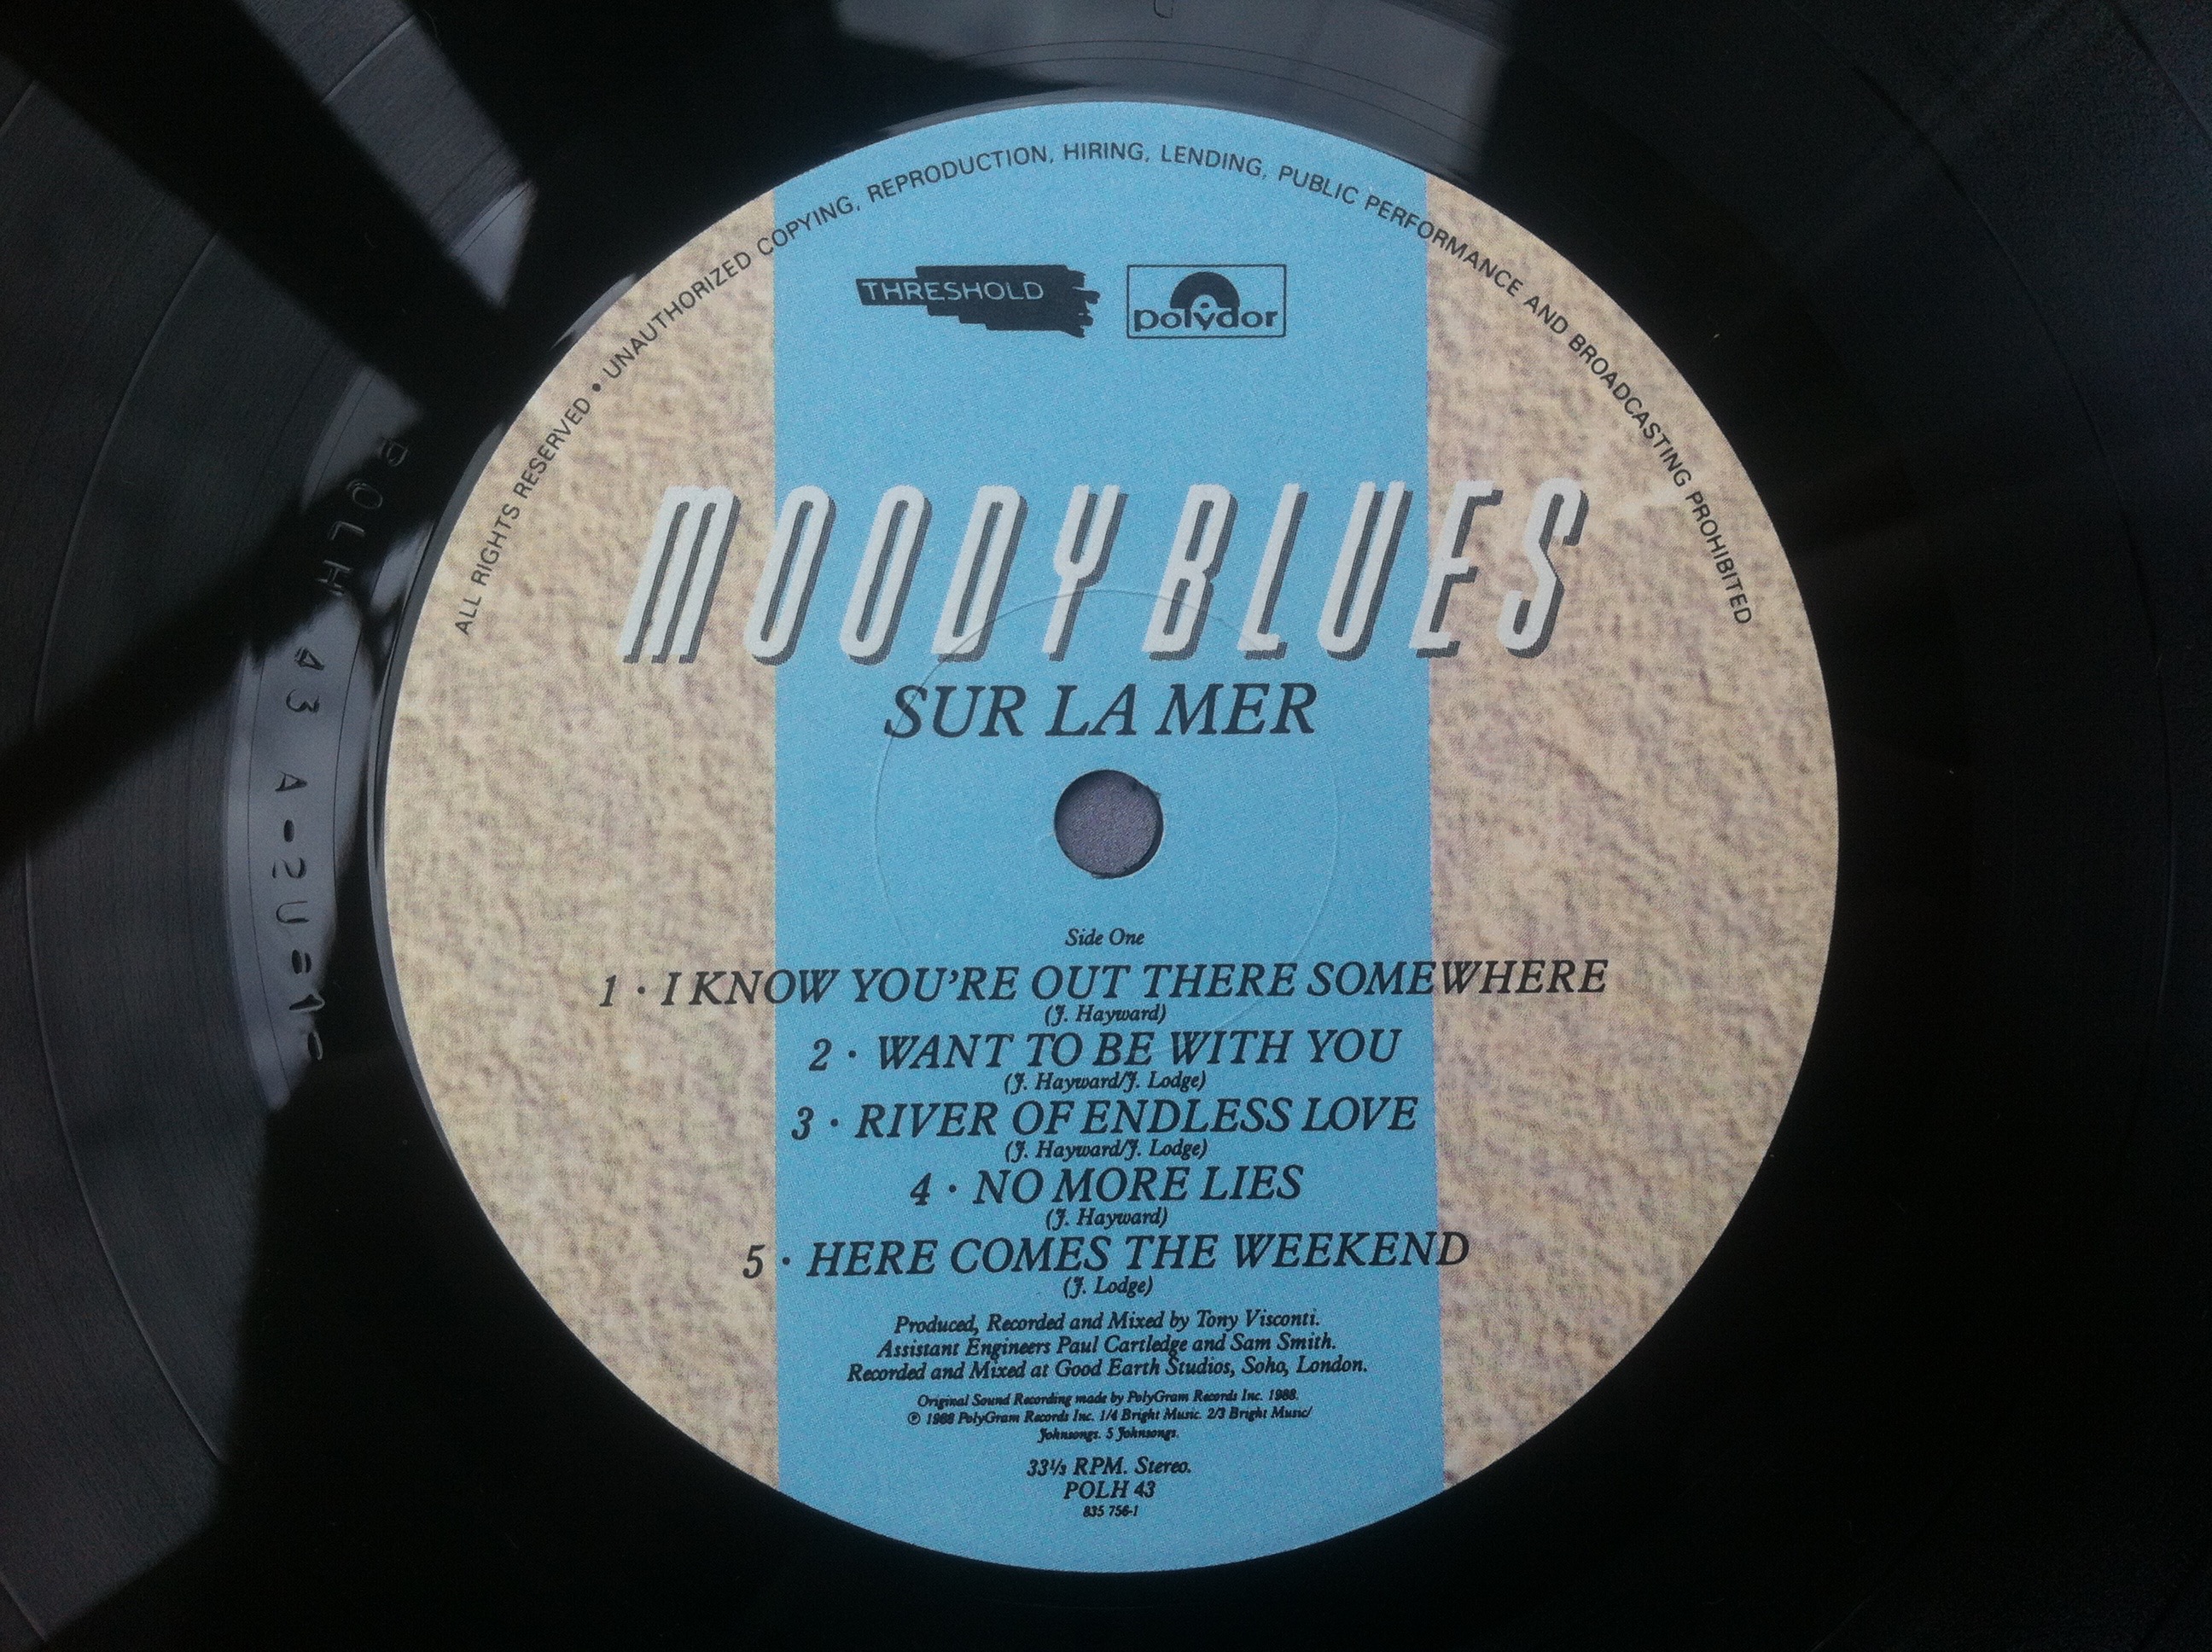 ALL RIGHTS RESERVED • UNAUTHORIZED COPYING, REPRODUCTION, HIRING, LENDING, PUBLIC PERFORMANCE AND BROADCASTING PROHIBITED
THRESHOLD
polydor
MOODY BLUES
SUR LA MER
Side One
1 · I KNOW YOU'RE OUT THERE SOMEWHERE
(J. Hayward)
2 · WANT TO BE WITH YOU
(J. Hayward/J. Lodge)
3 · RIVER OF ENDLESS LOVE
(J. Hayward/J. Lodge)
4 · NO MORE LIES
(J. Hayward)
5 · HERE COMES THE WEEKEND
(J. Lodge)
Produced, Recorded and Mixed by Tony Visconti.
Assistant Engineers Paul Cartledge and Sam Smith.
Recorded and Mixed at Good Earth Studios, Soho, London.
Original Sound Recording made by PolyGram Records Inc. 1988.
℗ 1988 PolyGram Records Inc. 1/4 Bright Music. 2/3 Bright Music/
Johnsongs. 5 Johnsongs.
33⅓ RPM. Stereo.
POLH 43
835 756-1
POLH 43 A-2U